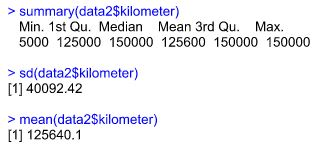 > summary(data2$kilometer)
Min. 1st Qu. Median Mean 3rd Qu. Max.
5000 125000 150000 125600 150000 150000
> sd(data2$kilometer)
[1] 40092.42
> mean(data2$kilometer)
[1] 125640.1